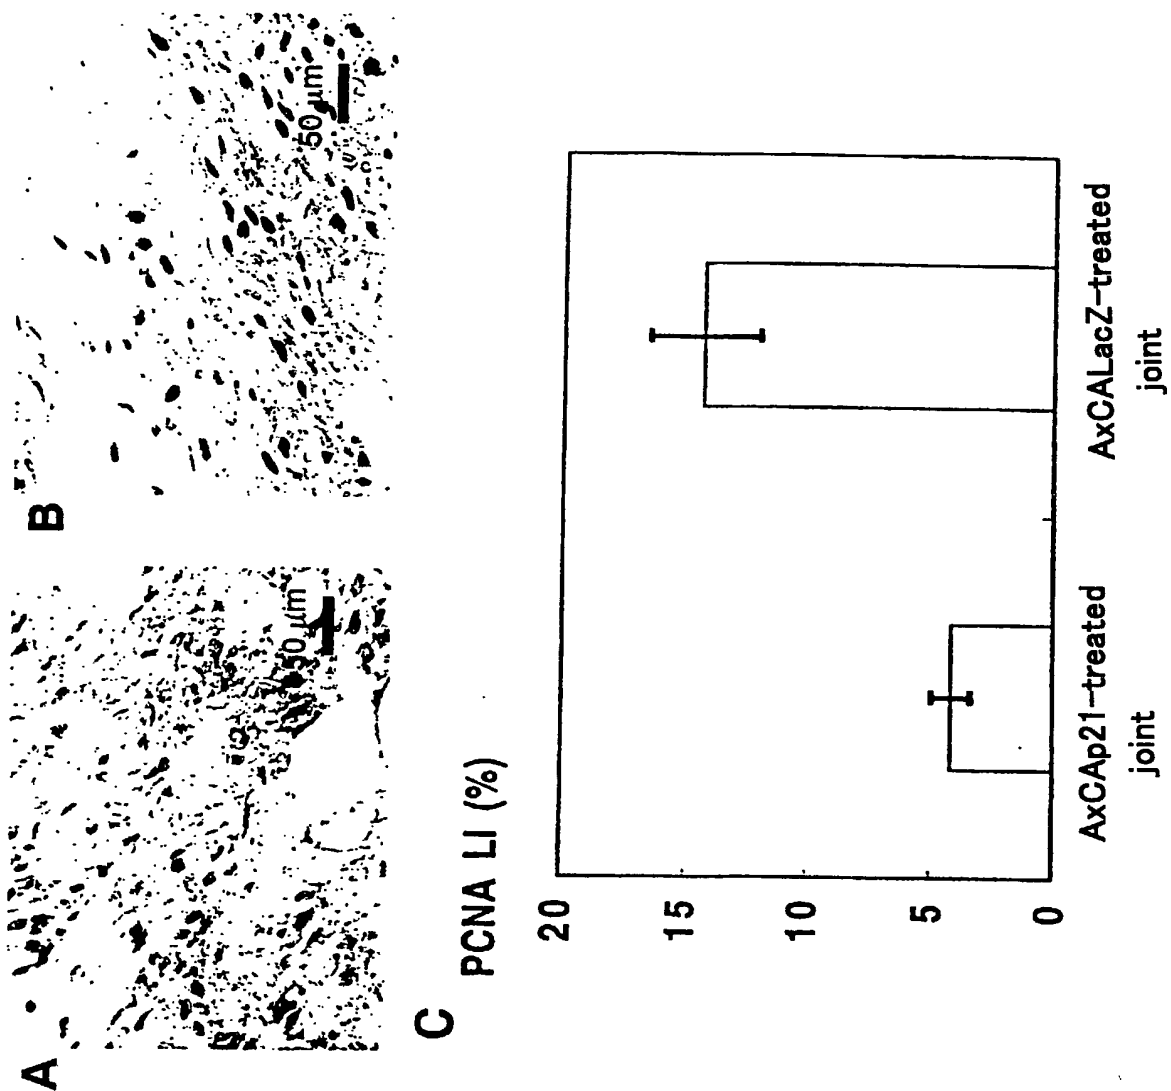 A
50 μm
B
50 μm
C
PCNA LI (%)
20
15
10
5
0
AxCAp21-treated
joint
AxCALacZ-treated
joint